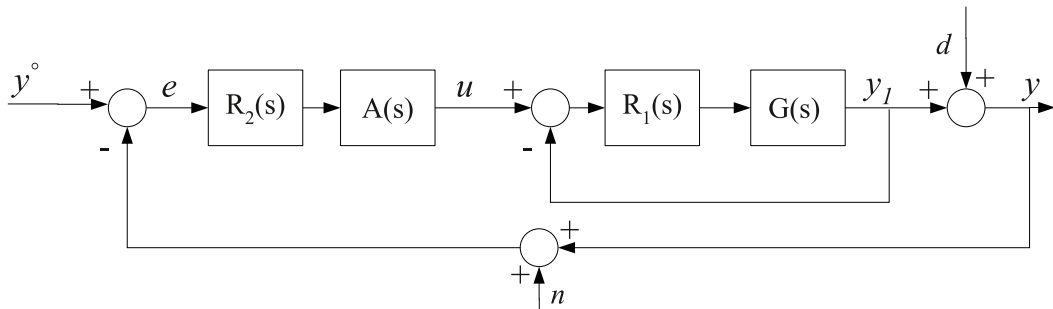 d
y° + e R₂(s) A(s) u + R₁(s) G(s) y₁ + + y
- -
+
+ n